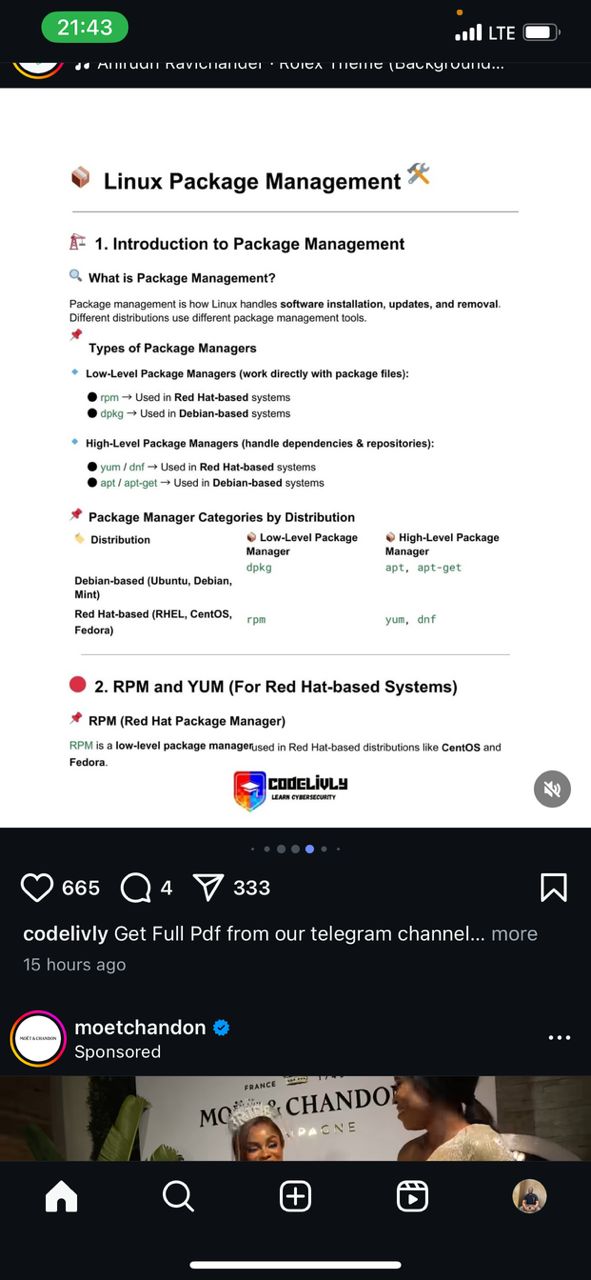 21:43
LTE
Anirudh Ravichander · Rolex Theme (Background...
Linux Package Management
1. Introduction to Package Management
What is Package Management?
Package management is how Linux handles software installation, updates, and removal.
Different distributions use different package management tools.
Types of Package Managers
Low-Level Package Managers (work directly with package files):
● rpm → Used in Red Hat-based systems
● dpkg → Used in Debian-based systems
High-Level Package Managers (handle dependencies & repositories):
● yum / dnf → Used in Red Hat-based systems
● apt / apt-get → Used in Debian-based systems
Package Manager Categories by Distribution
Distribution
Low-Level Package
Manager
High-Level Package
Manager
Debian-based (Ubuntu, Debian,
Mint)
dpkg
apt, apt-get
Red Hat-based (RHEL, CentOS,
Fedora)
rpm
yum, dnf
2. RPM and YUM (For Red Hat-based Systems)
RPM (Red Hat Package Manager)
RPM is a low-level package manager used in Red Hat-based distributions like CentOS and
Fedora.
CODELIVLY
LEARN CYBERSECURITY
665
4
333
codelivly Get Full Pdf from our telegram channel... more
15 hours ago
MOËT & CHANDON
moetchandon
Sponsored
FRANCE